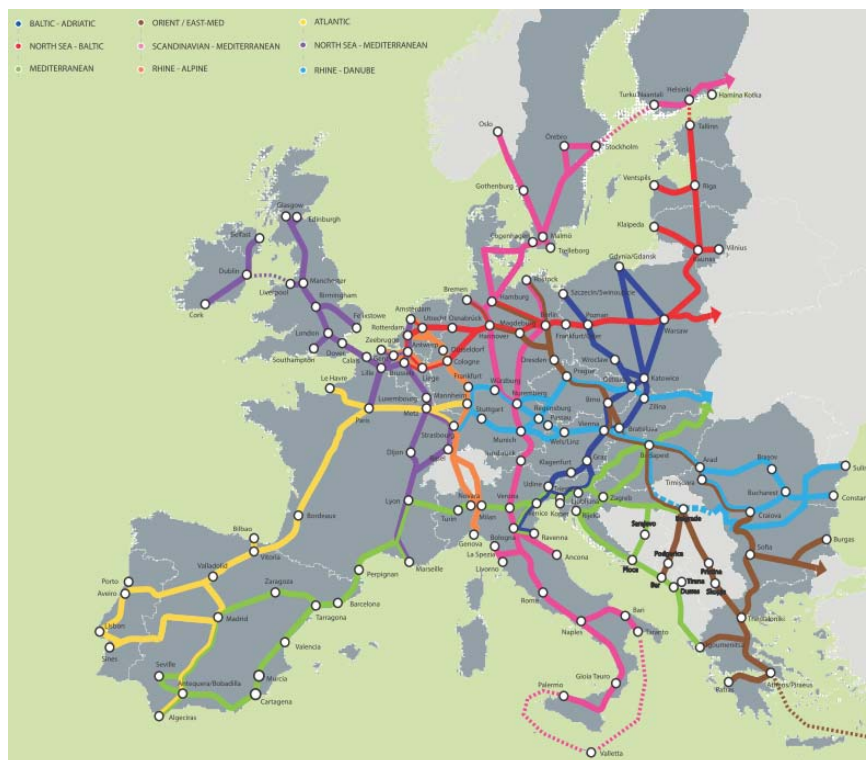 BALTIC - ADRIATIC
ORIENT / EAST-MED
ATLANTIC
NORTH SEA - BALTIC
SCANDINAVIAN - MEDITERRANEAN
NORTH SEA - MEDITERRANEAN
MEDITERRANEAN
RHINE - ALPINE
RHINE - DANUBE
Turku/Naantali
Helsinki
Hamina Kotka
Oslo
Örebro
Stockholm
Tallinn
Gothenburg
Ventspils
Riga
Glasgow
Edinburgh
Klaipeda
Belfast
Copenhagen
Malmö
Trelleborg
Vilnius
Kaunas
Dublin
Gdynia/Gdansk
Liverpool
Manchester
Bremen
Rostock
Hamburg
Szczecin/Swinoujscie
Cork
Birmingham
Felixstowe
Amsterdam
Utrecht
Osnabrück
Magdeburg
Berlin
Poznan
Rotterdam
London
Zeebrugge
Antwerp
Hannover
Frankfurt/Oder
Warsaw
Southampton
Dover
Calais
Düsseldorf
Dresden
Wroclaw
Lille
Brussels
Cologne
Liège
Frankfurt
Prague
Katowice
Le Havre
Ostrava
Luxembourg
Mannheim
Würzburg
Nuremberg
Brno
Zilina
Paris
Metz
Stuttgart
Regensburg
Passau
Strasbourg
Munich
Wels/Linz
Vienna
Bratislava
Dijon
Basel
Budapest
Klagenfurt
Graz
Arad
Brasov
Timisoara
Udine
Ljubljana
Lyon
Novara
Verona
Venice
Koper
Zagreb
Bucharest
Turin
Milan
Rijeka
Craiova
Bordeaux
Genova
Bologna
Ravenna
Belgrade
Sarajevo
Bilbao
Vitoria
La Spezia
Ancona
Sofia
Burgas
Marseille
Livorno
Podgorica
Ploce
Pristina
Valladolid
Perpignan
Porto
Zaragoza
Bar
Tirana
Durres
Skopje
Aveiro
Barcelona
Rome
Bari
Madrid
Tarragona
Naples
Taranto
Thessaloniki
Lisbon
Igoumenitsa
Sines
Valencia
Seville
Murcia
Gioia Tauro
Palermo
Patras
Athens/Piraeus
Antequera/Bobadilla
Cartagena
Algeciras
Valletta